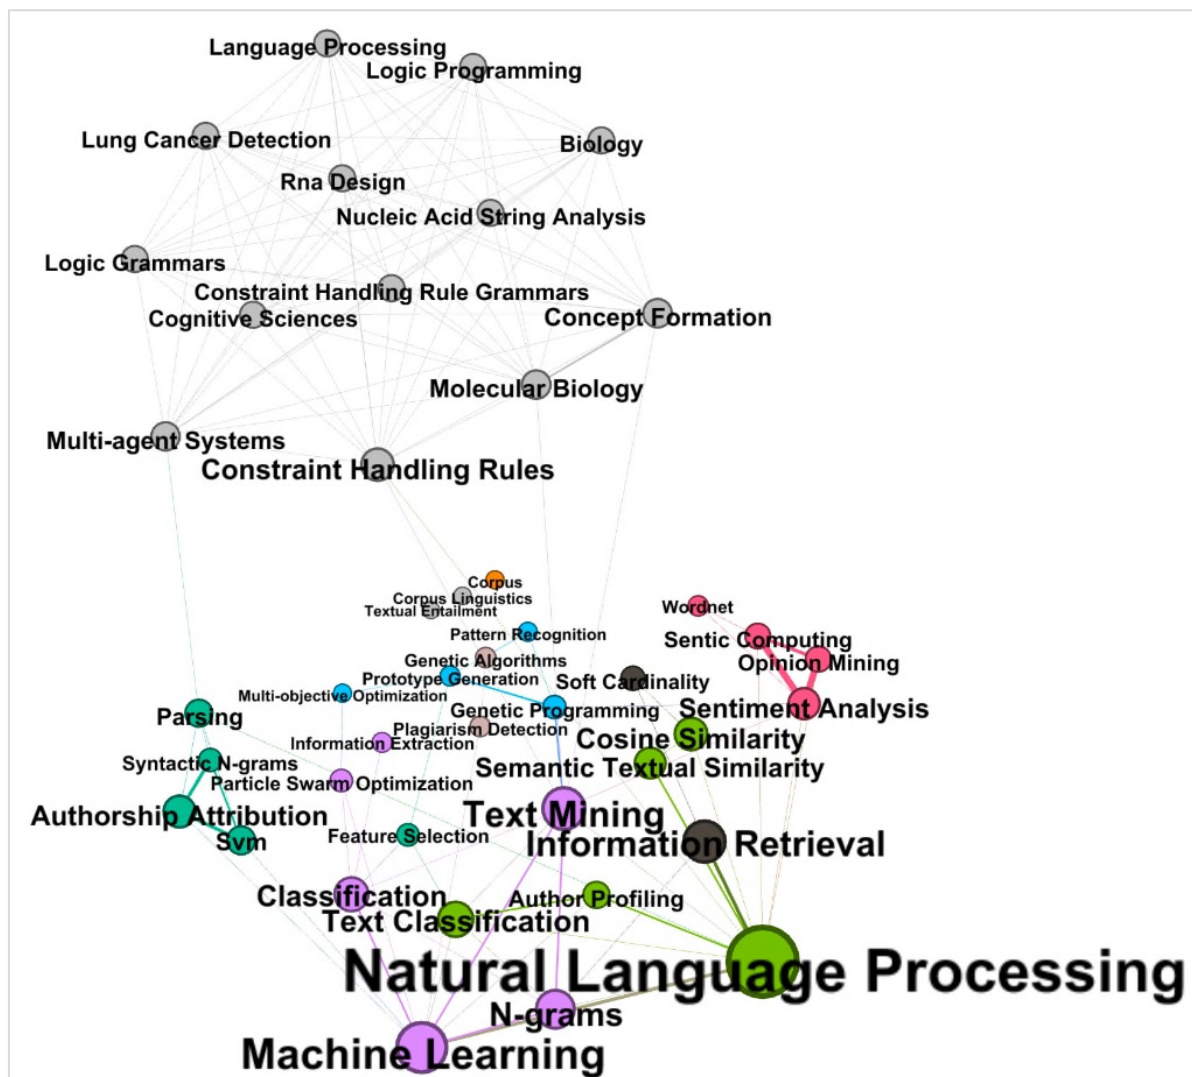 Language Processing
Logic Programming
Lung Cancer Detection
Biology
Rna Design
Nucleic Acid String Analysis
Logic Grammars
Constraint Handling Rule Grammars
Cognitive Sciences
Concept Formation
Molecular Biology
Multi-agent Systems
Constraint Handling Rules
Corpus
Corpus Linguistics
Textual Entailment
Wordnet
Pattern Recognition
Sentic Computing
Genetic Algorithms
Opinion Mining
Prototype Generation
Soft Cardinality
Multi-objective Optimization
Sentiment Analysis
Genetic Programming
Parsing
Plagiarism Detection
Cosine Similarity
Information Extraction
Syntactic N-grams
Semantic Textual Similarity
Particle Swarm Optimization
Authorship Attribution
Text Mining
Feature Selection
Svm
Information Retrieval
Classification
Author Profiling
Text Classification
Natural Language Processing
N-grams
Machine Learning